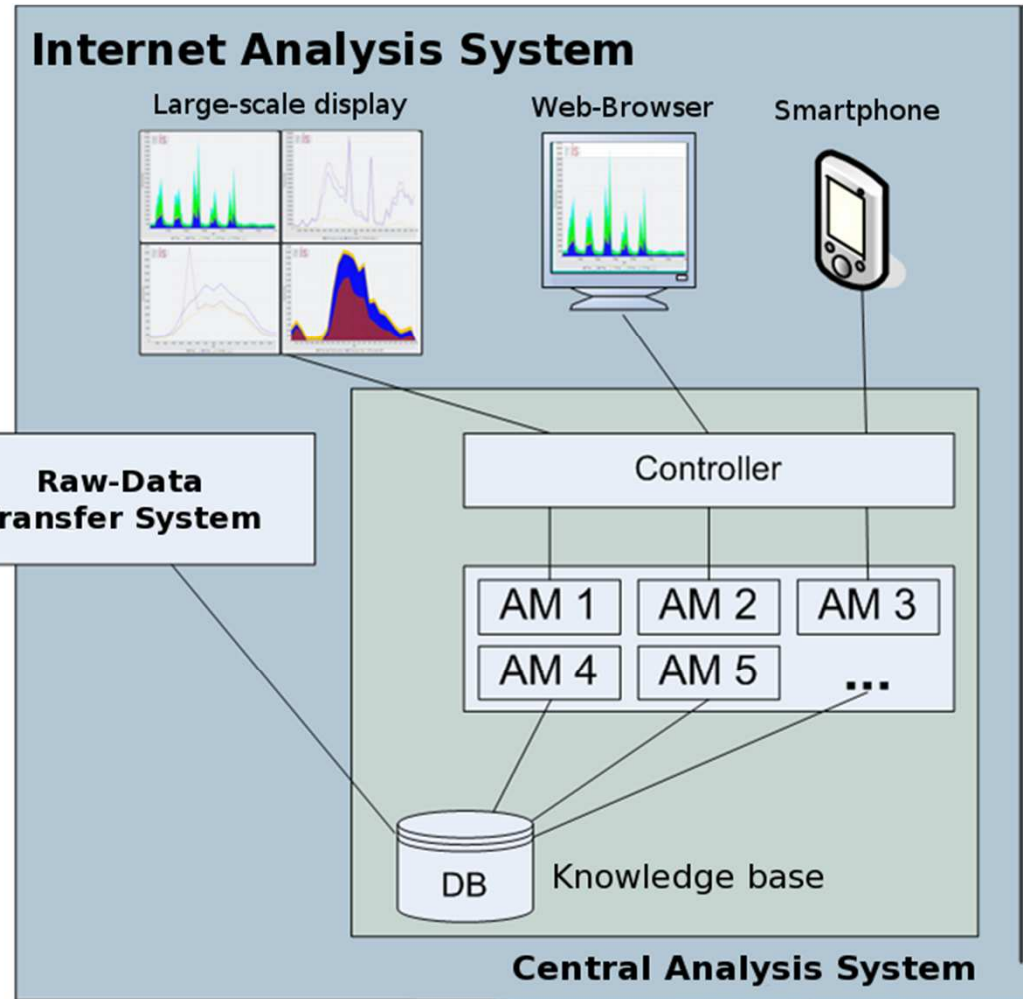 Internet Analysis System
Large-scale display
Web-Browser
Smartphone
Raw-Data
ransfer System
Controller
AM 1
AM 2
AM 3
AM 4
AM 5
...
DB
Knowledge base
Central Analysis System